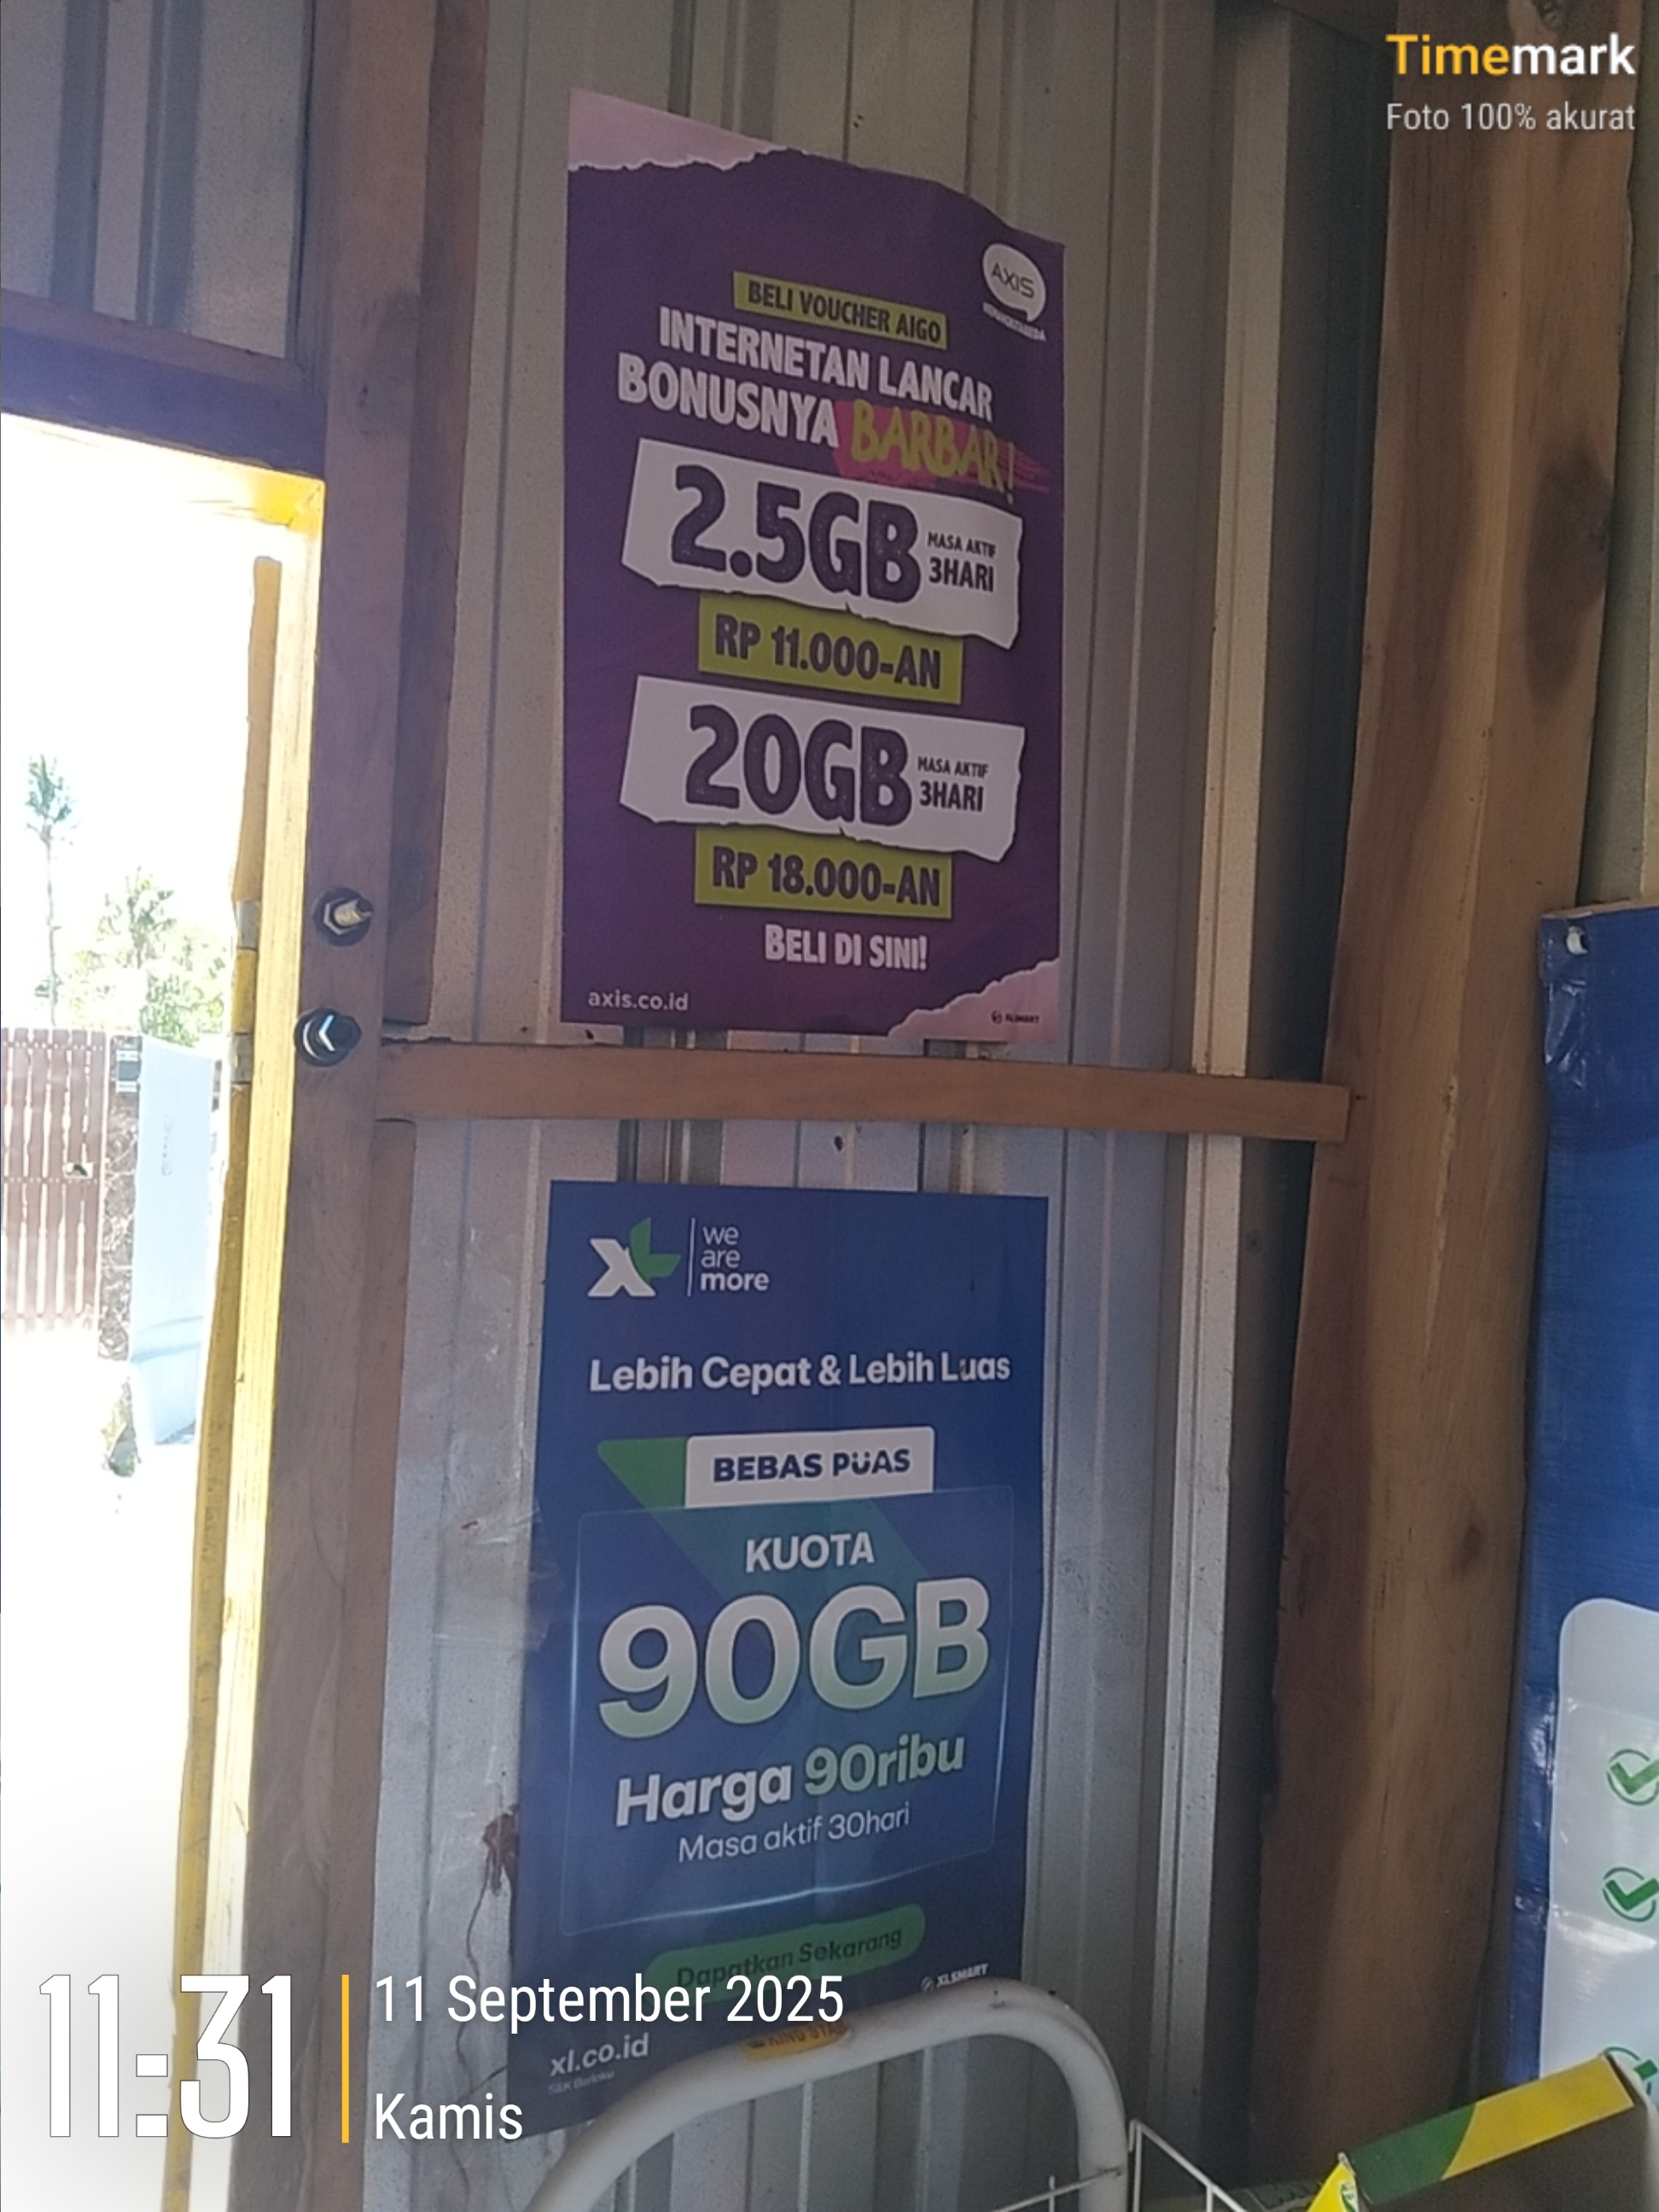 Timemark
Foto 100% akurat
AXIS
BELI VOUCHER AIGO
INTERNETAN LANCAR
BONUSNYA BARBAR!
2.5GB MASA AKTIF
3HARI
RP 11.000-AN
20GB MASA AKTIF
3HARI
RP 18.000-AN
BELI DI SINI!
axis.co.id
XLSMART
XL we
are
more
Lebih Cepat & Lebih Luas
BEBAS PUAS
KUOTA
90GB
Harga 90ribu
Masa aktif 30hari
Dapatkan Sekarang
XLSMART
xl.co.id
S&K Berlaku
KING STAR
11:31
11 September 2025
Kamis